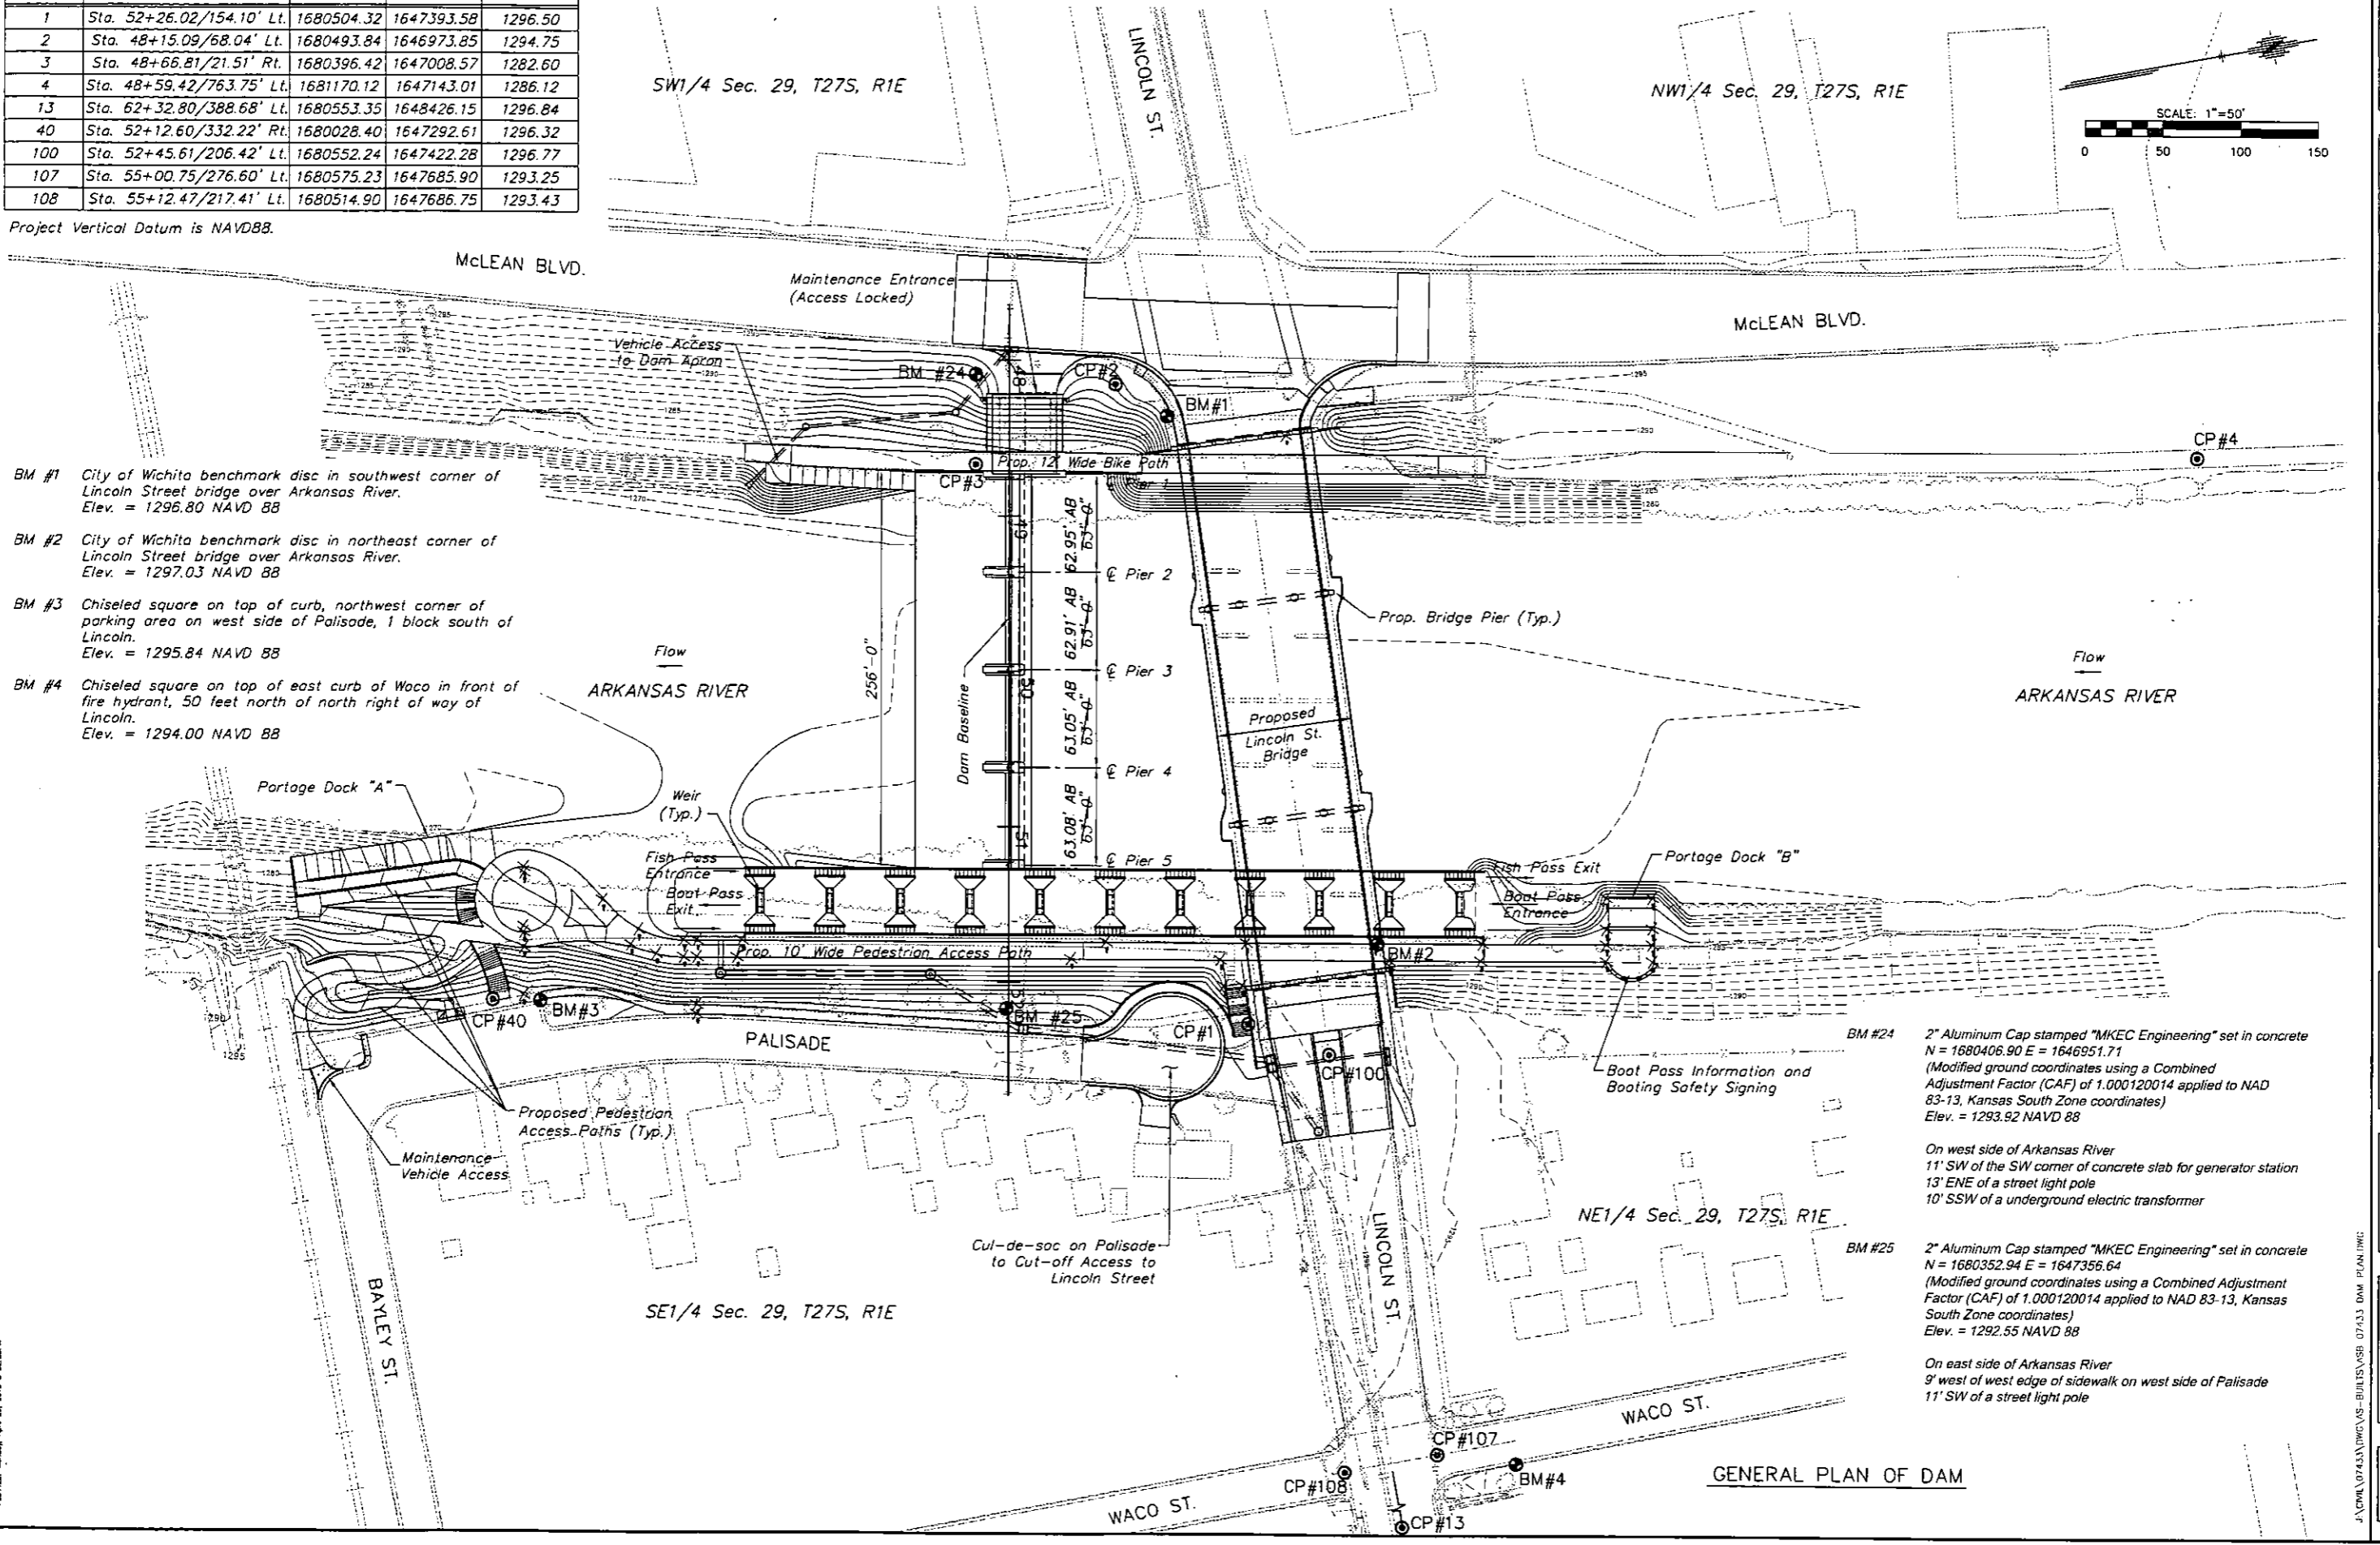 1 Sta. 52+26.02/154.10' Lt. 1680504.32 1647393.58 1296.50
2 Sta. 48+15.09/68.04' Lt. 1680493.84 1646973.85 1294.75
3 Sta. 48+66.81/21.51' Rt. 1680396.42 1647008.57 1282.60
4 Sta. 48+59.42/763.75' Lt. 1681170.12 1647143.01 1286.12
13 Sta. 62+32.80/388.68' Lt. 1680553.35 1648426.15 1296.84
40 Sta. 52+12.60/332.22' Rt. 1680028.40 1647292.61 1296.32
100 Sta. 52+45.61/206.42' Lt. 1680552.24 1647422.28 1296.77
107 Sta. 55+00.75/276.60' Lt. 1680575.23 1647685.90 1293.25
108 Sta. 55+12.47/217.41' Lt. 1680514.90 1647686.75 1293.43
Project Vertical Datum is NAVD88.
SW1/4 Sec. 29, T27S, R1E
LINCOLN ST.
NW1/4 Sec. 29, T27S, R1E
SCALE: 1"=50'
0 50 100 150
McLEAN BLVD.
Maintenance Entrance
(Access Locked)
McLEAN BLVD.
Vehicle Access
to Dam Apron
BM #24
CP#2
BM#1
CP#4
CP#3
Prop. 12' Wide Bike Path
Pier 1
BM #1 City of Wichita benchmark disc in southwest corner of
Lincoln Street bridge over Arkansas River.
Elev. = 1296.80 NAVD 88
BM #2 City of Wichita benchmark disc in northeast corner of
Lincoln Street bridge over Arkansas River.
Elev. = 1297.03 NAVD 88
BM #3 Chiseled square on top of curb, northwest corner of
parking area on west side of Palisade, 1 block south of
Lincoln.
Elev. = 1295.84 NAVD 88
BM #4 Chiseled square on top of east curb of Waco in front of
fire hydrant, 50 feet north of north right of way of
Lincoln.
Elev. = 1294.00 NAVD 88
Flow
ARKANSAS RIVER
256'-0"
Dam Baseline
48
49
50
51
62.95' AB
63'-0"
62.91' AB
63'-0"
63.05' AB
63'-0"
63.08' AB
63'-0"
℄ Pier 2
℄ Pier 3
℄ Pier 4
℄ Pier 5
Prop. Bridge Pier (Typ.)
Proposed
Lincoln St.
Bridge
Flow
ARKANSAS RIVER
Portage Dock "A"
Weir
(Typ.)
Fish Pass
Entrance
Boat Pass
Exit
Fish Pass Exit
Boat Pass
Entrance
Portage Dock "B"
Prop. 10' Wide Pedestrian Access Path
BM#2
CP#40
BM#3
BM #25
CP#1
CP#100
PALISADE
Boat Pass Information and
Boating Safety Signing
Proposed Pedestrian
Access Paths (Typ.)
Maintenance
Vehicle Access
Cul-de-sac on Palisade
to Cut-off Access to
Lincoln Street
BAYLEY ST.
SE1/4 Sec. 29, T27S, R1E
LINCOLN ST.
NE1/4 Sec. 29, T27S, R1E
BM #24 2" Aluminum Cap stamped "MKEC Engineering" set in concrete
N = 1680406.90 E = 1646951.71
(Modified ground coordinates using a Combined
Adjustment Factor (CAF) of 1.000120014 applied to NAD
83-13, Kansas South Zone coordinates)
Elev. = 1293.92 NAVD 88
On west side of Arkansas River
11' SW of the SW corner of concrete slab for generator station
13' ENE of a street light pole
10' SSW of a underground electric transformer
BM #25 2" Aluminum Cap stamped "MKEC Engineering" set in concrete
N = 1680352.94 E = 1647356.64
(Modified ground coordinates using a Combined Adjustment
Factor (CAF) of 1.000120014 applied to NAD 83-13, Kansas
South Zone coordinates)
Elev. = 1292.55 NAVD 88
On east side of Arkansas River
9' west of west edge of sidewalk on west side of Palisade
11' SW of a street light pole
WACO ST.
WACO ST.
CP#107
CP#108
BM#4
CP#13
GENERAL PLAN OF DAM
J:\CIVIL\07433\DWG\AS-BUILTS\ASB 07433 DAM PLAN.DWG